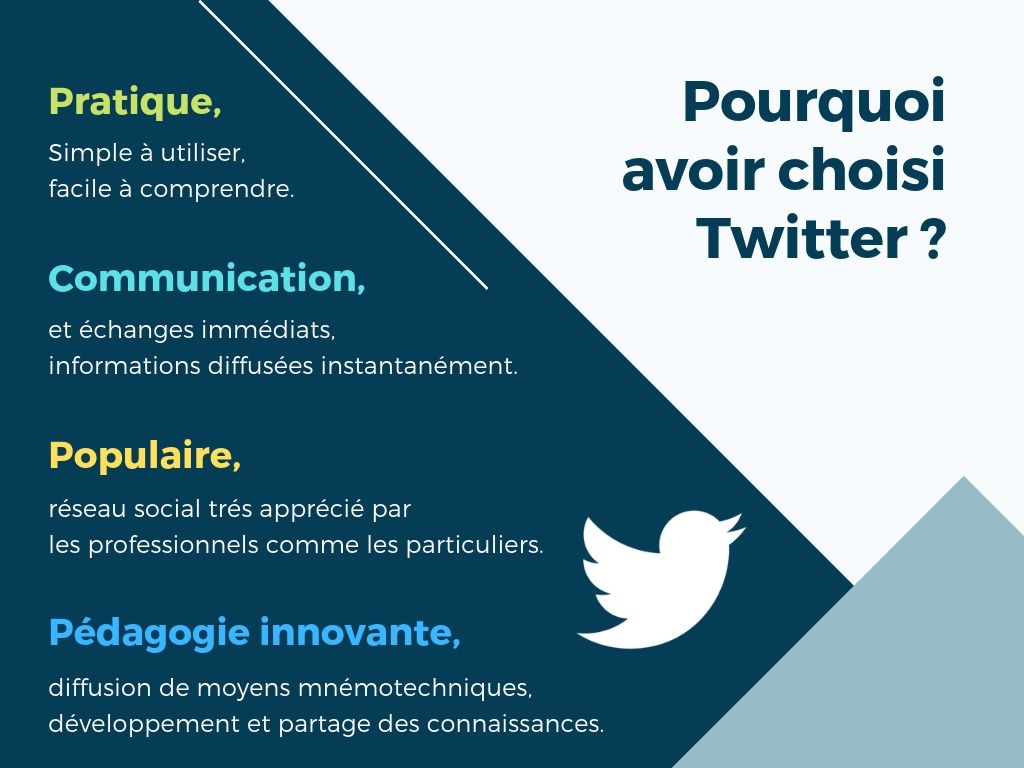 Pourquoi
avoir choisi
Twitter ?
Pratique,
Simple à utiliser,
facile à comprendre.
Communication,
et échanges immédiats,
informations diffusées instantanément.
Populaire,
réseau social trés apprécié par
les professionnels comme les particuliers.
Pédagogie innovante,
diffusion de moyens mnémotechniques,
développement et partage des connaissances.